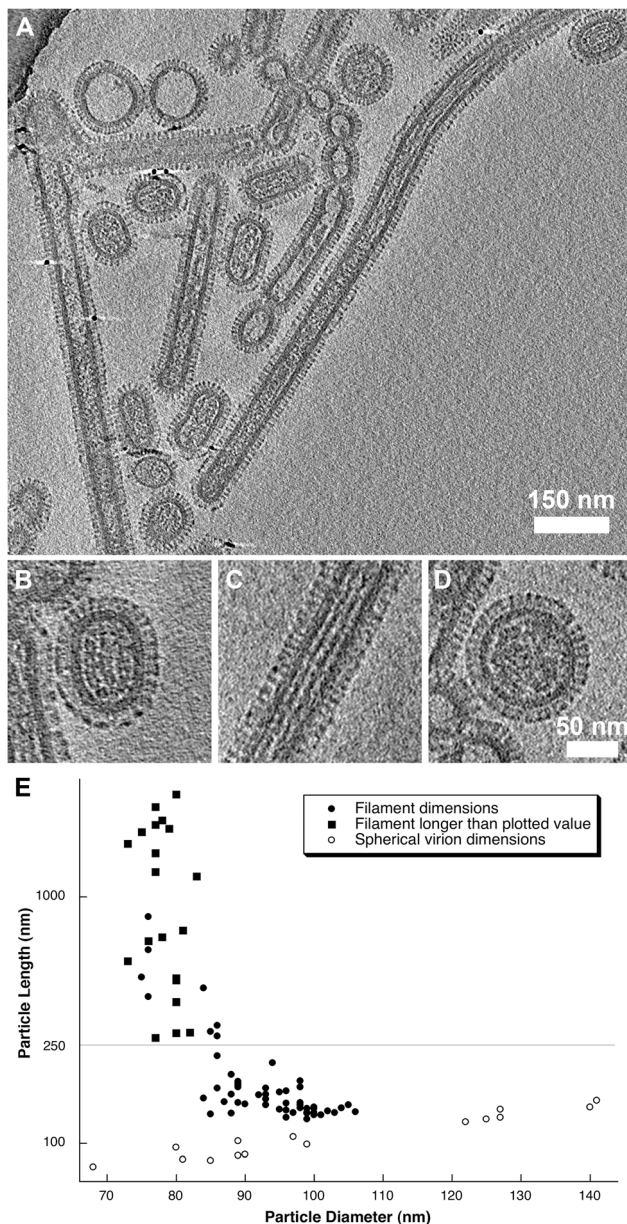 A
150 nm
B
C
D
50 nm
E
Filament dimensions
Filament longer than plotted value
Spherical virion dimensions
1000
250
100
Particle Length (nm)
70 80 90 100 110 120 130 140
Particle Diameter (nm)